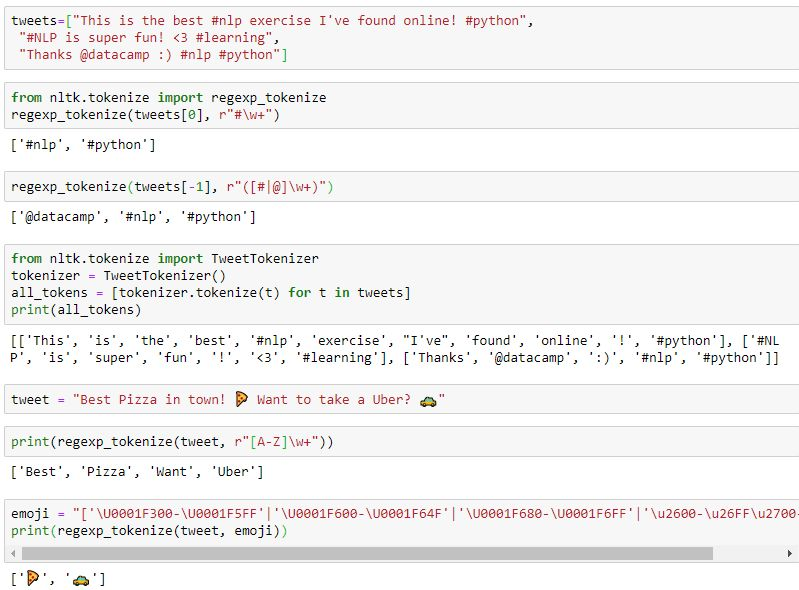 tweets=["This is the best #nlp exercise I've found online! #python",
"#NLP is super fun! <3 #learning",
"Thanks @datacamp :) #nlp #python"]
from nltk.tokenize import regexp_tokenize
regexp_tokenize(tweets[0], r"#\w+")
['#nlp', '#python']
regexp_tokenize(tweets[-1], r"([#|@]\w+)")
['@datacamp', '#nlp', '#python']
from nltk.tokenize import TweetTokenizer
tokenizer = TweetTokenizer()
all_tokens = [tokenizer.tokenize(t) for t in tweets]
print(all_tokens)
[['This', 'is', 'the', 'best', '#nlp', 'exercise', "I've", 'found', 'online', '!', '#python'], ['#NL
P', 'is', 'super', 'fun', '!', '<3', '#learning'], ['Thanks', '@datacamp', ':)', '#nlp', '#python']]
tweet = "Best Pizza in town! 🍕 Want to take a Uber? 🚕"
print(regexp_tokenize(tweet, r"[A-Z]\w+"))
['Best', 'Pizza', 'Want', 'Uber']
emoji = "['\U0001F300-\U0001F5FF'|'\U0001F600-\U0001F64F'|'\U0001F680-\U0001F6FF'|'\u2600-\u26FF\u2700-
print(regexp_tokenize(tweet, emoji))
['🍕', '🚕']